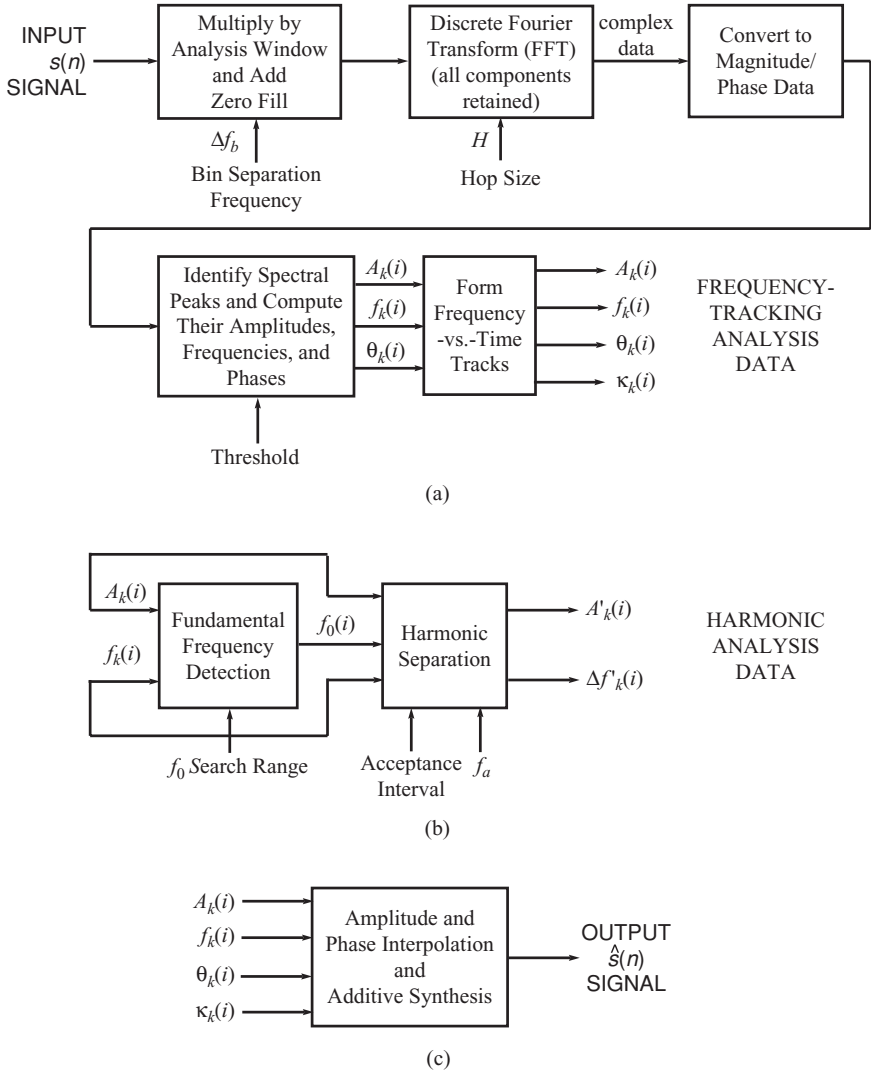 INPUT
s(n)
SIGNAL
Multiply by
Analysis Window
and Add
Zero Fill
Δf_b
Bin Separation
Frequency
Discrete Fourier
Transform (FFT)
(all components
retained)
H
Hop Size
complex
data
Convert to
Magnitude/
Phase Data
Identify Spectral
Peaks and Compute
Their Amplitudes,
Frequencies, and
Phases
Threshold
A_k(i)
f_k(i)
θ_k(i)
Form
Frequency
-vs.-Time
Tracks
A_k(i)
f_k(i)
θ_k(i)
κ_k(i)
FREQUENCY-
TRACKING
ANALYSIS
DATA
(a)
A_k(i)
f_k(i)
Fundamental
Frequency
Detection
f_0 Search Range
f_0(i)
Harmonic
Separation
Acceptance
Interval
f_a
A'_k(i)
Δf'_k(i)
HARMONIC
ANALYSIS
DATA
(b)
A_k(i)
f_k(i)
θ_k(i)
κ_k(i)
Amplitude and
Phase Interpolation
and
Additive Synthesis
OUTPUT
ŝ(n)
SIGNAL
(c)